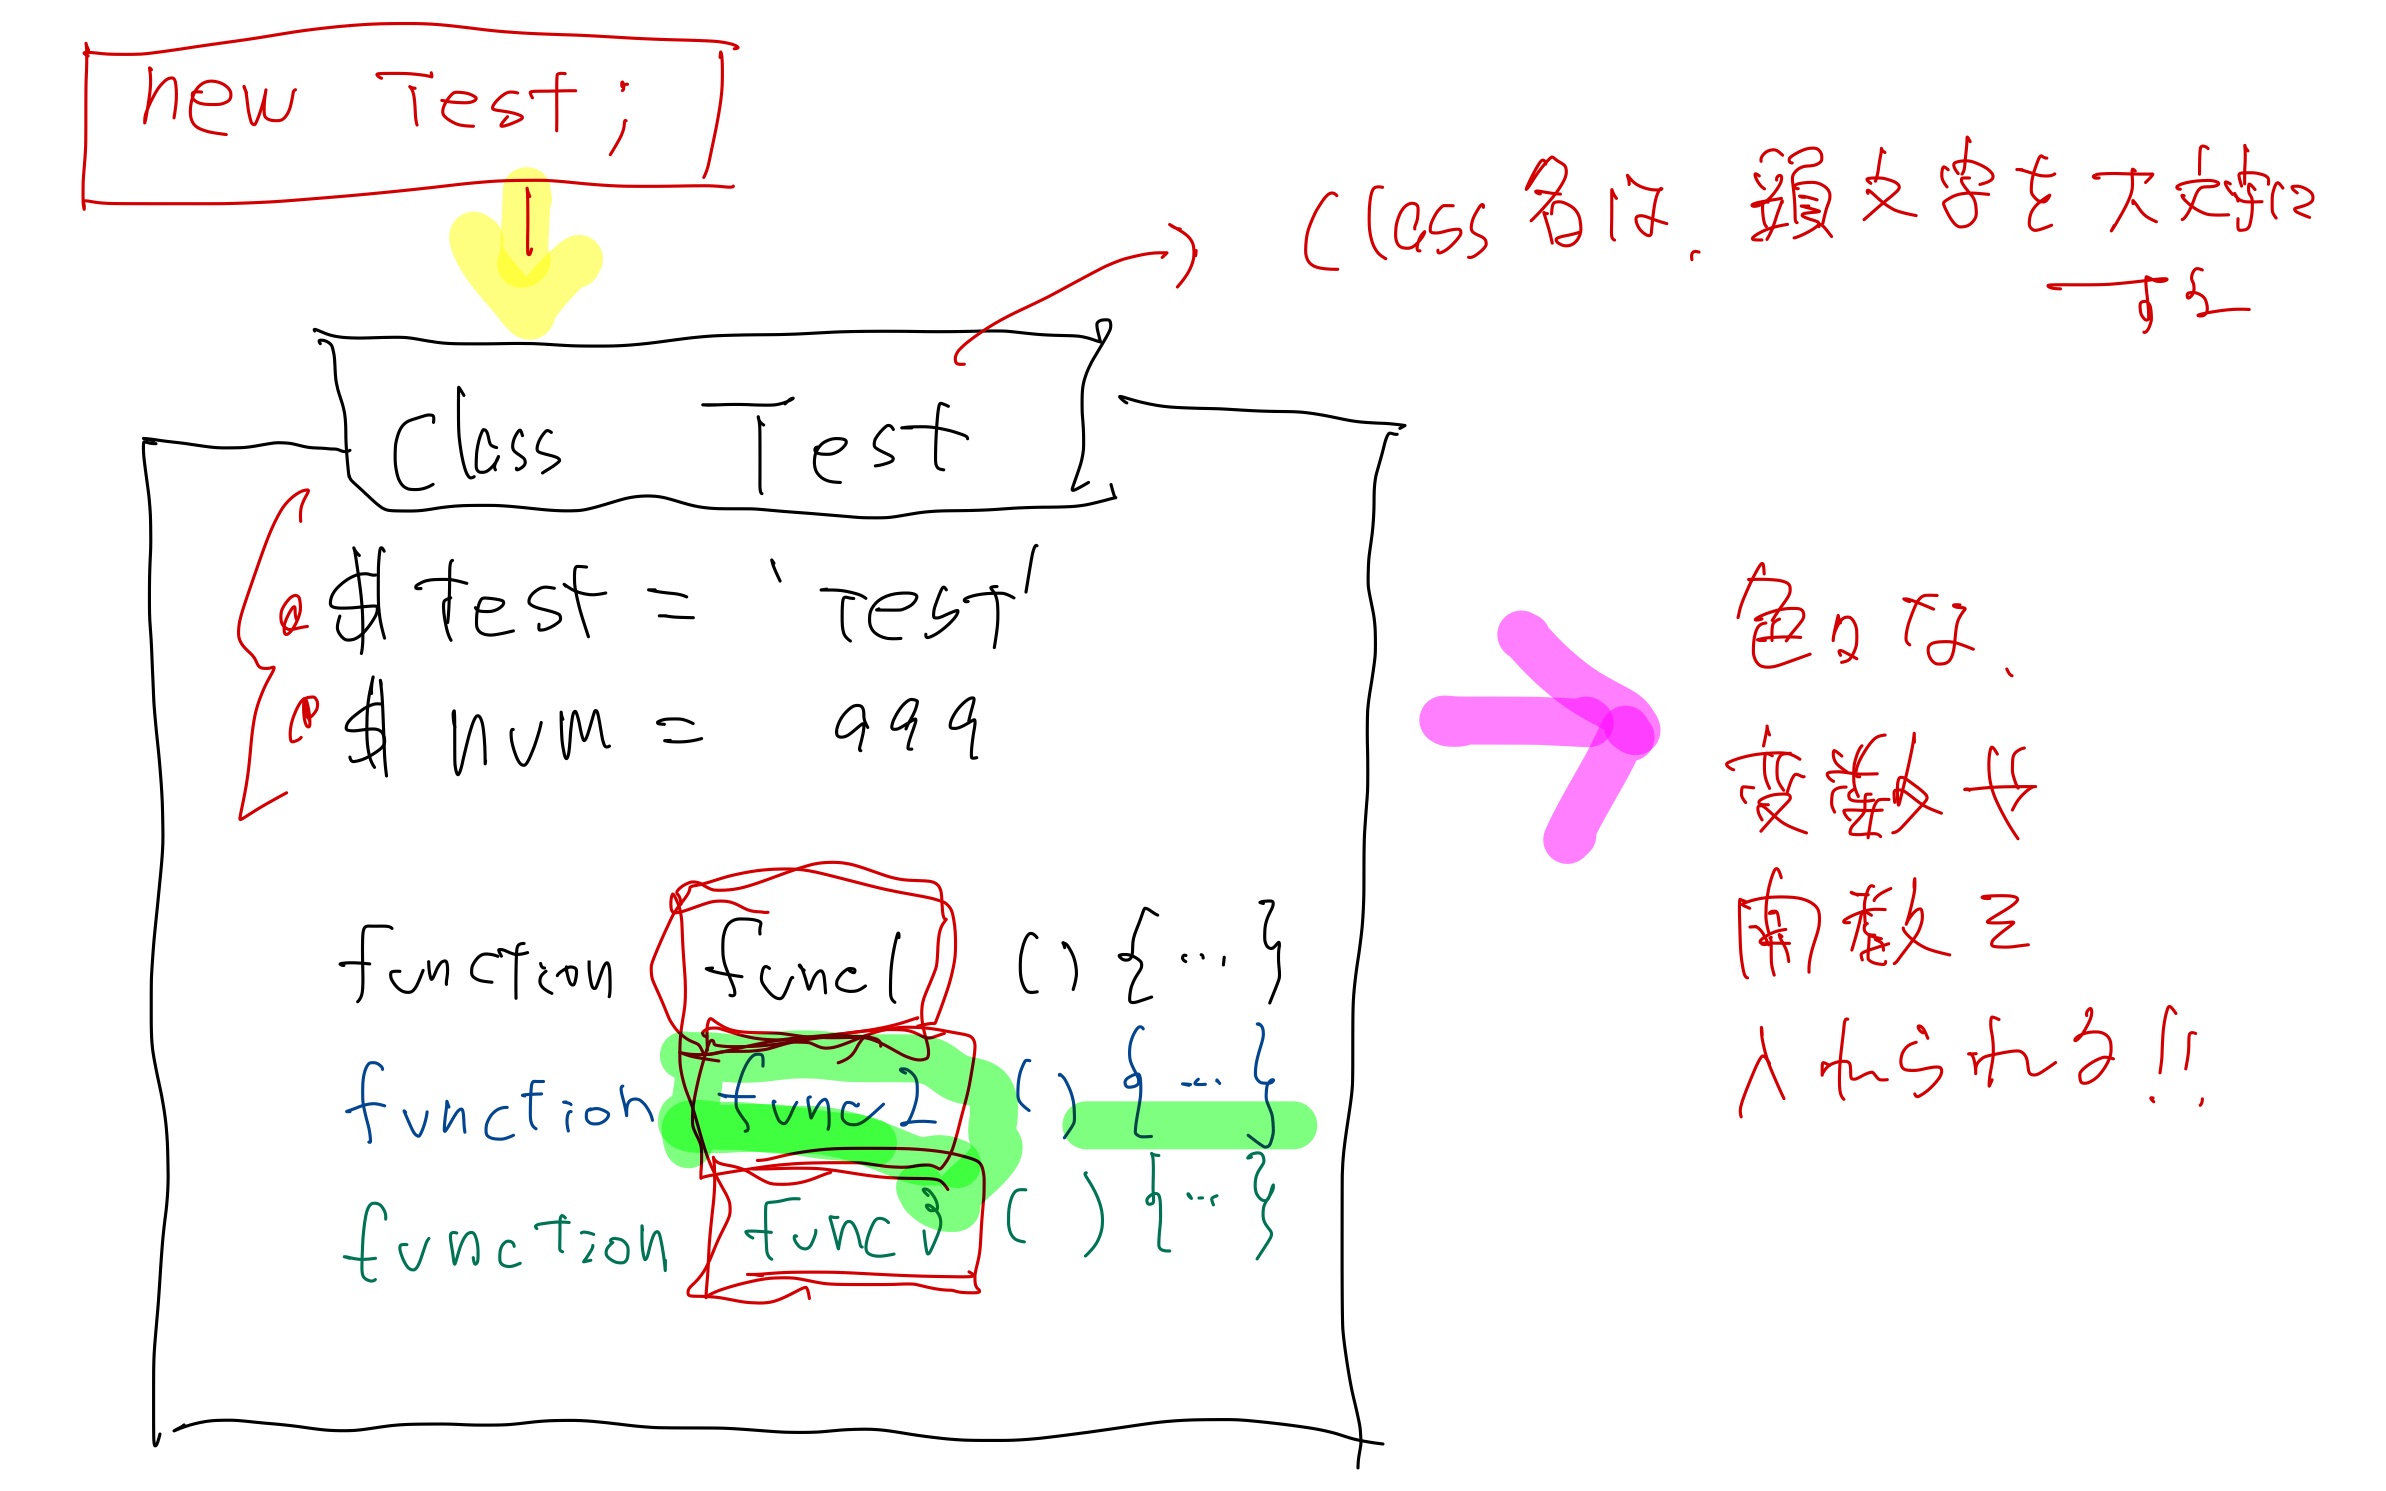 new Test;
Class名は、頭文字を大文字に
する
Class Test
$test = 'Test'
$num = 999
色んな、
変数や
関数を
入れられる!!
function func1 () {...}
function func2 () {...}
function func3 () {...}